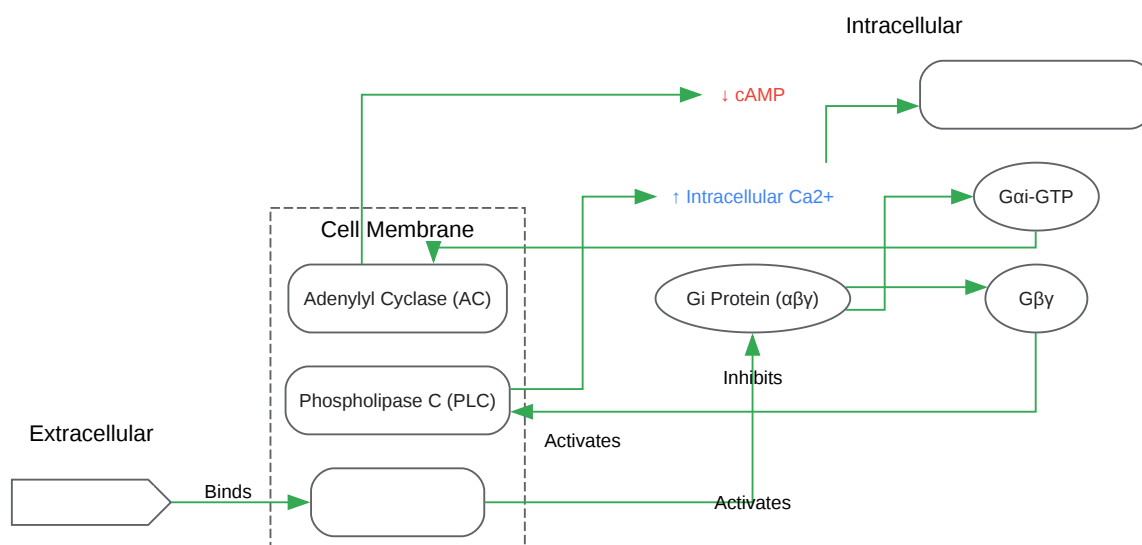 Intracellular
↓ cAMP
↑ Intracellular Ca2+
Gαi-GTP
Cell Membrane
Adenylyl Cyclase (AC)
Gi Protein (αβγ)
Gβγ
Inhibits
Phospholipase C (PLC)
Extracellular
Activates
Binds
Activates